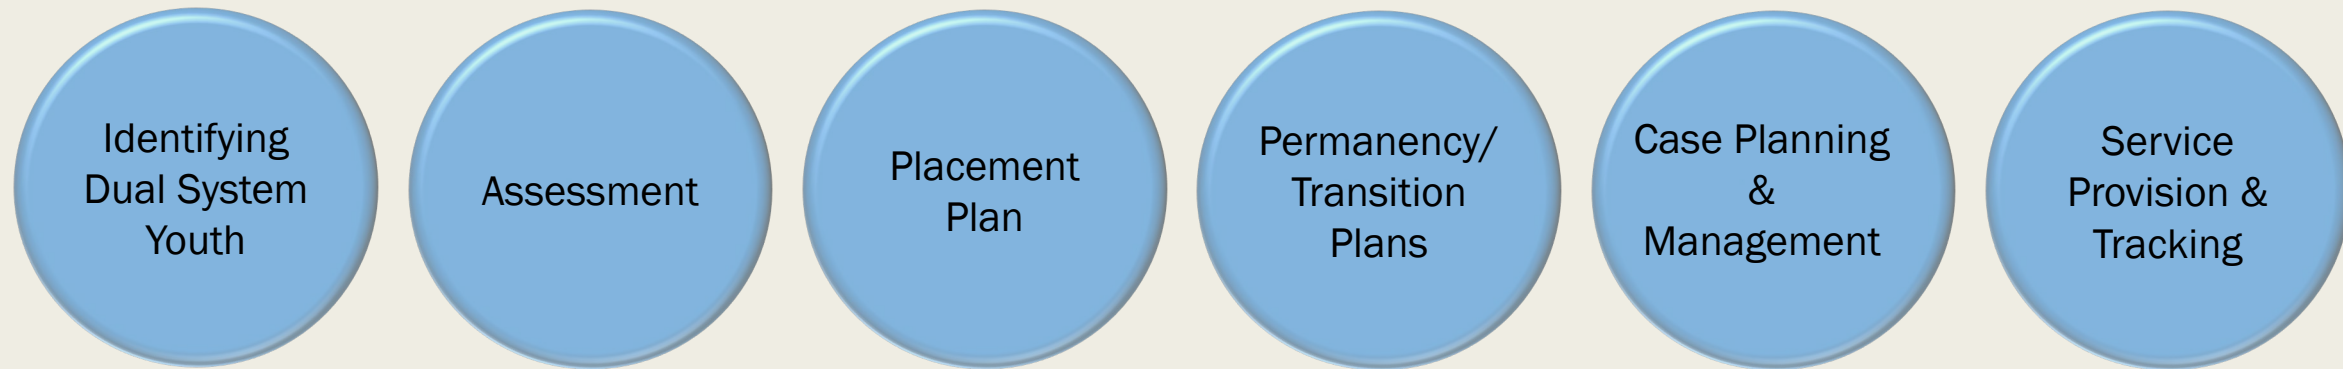 Identifying
Dual System
Youth
Assessment
Placement
Plan
Permanency/
Transition
Plans
Case Planning
&
Management
Service
Provision &
Tracking